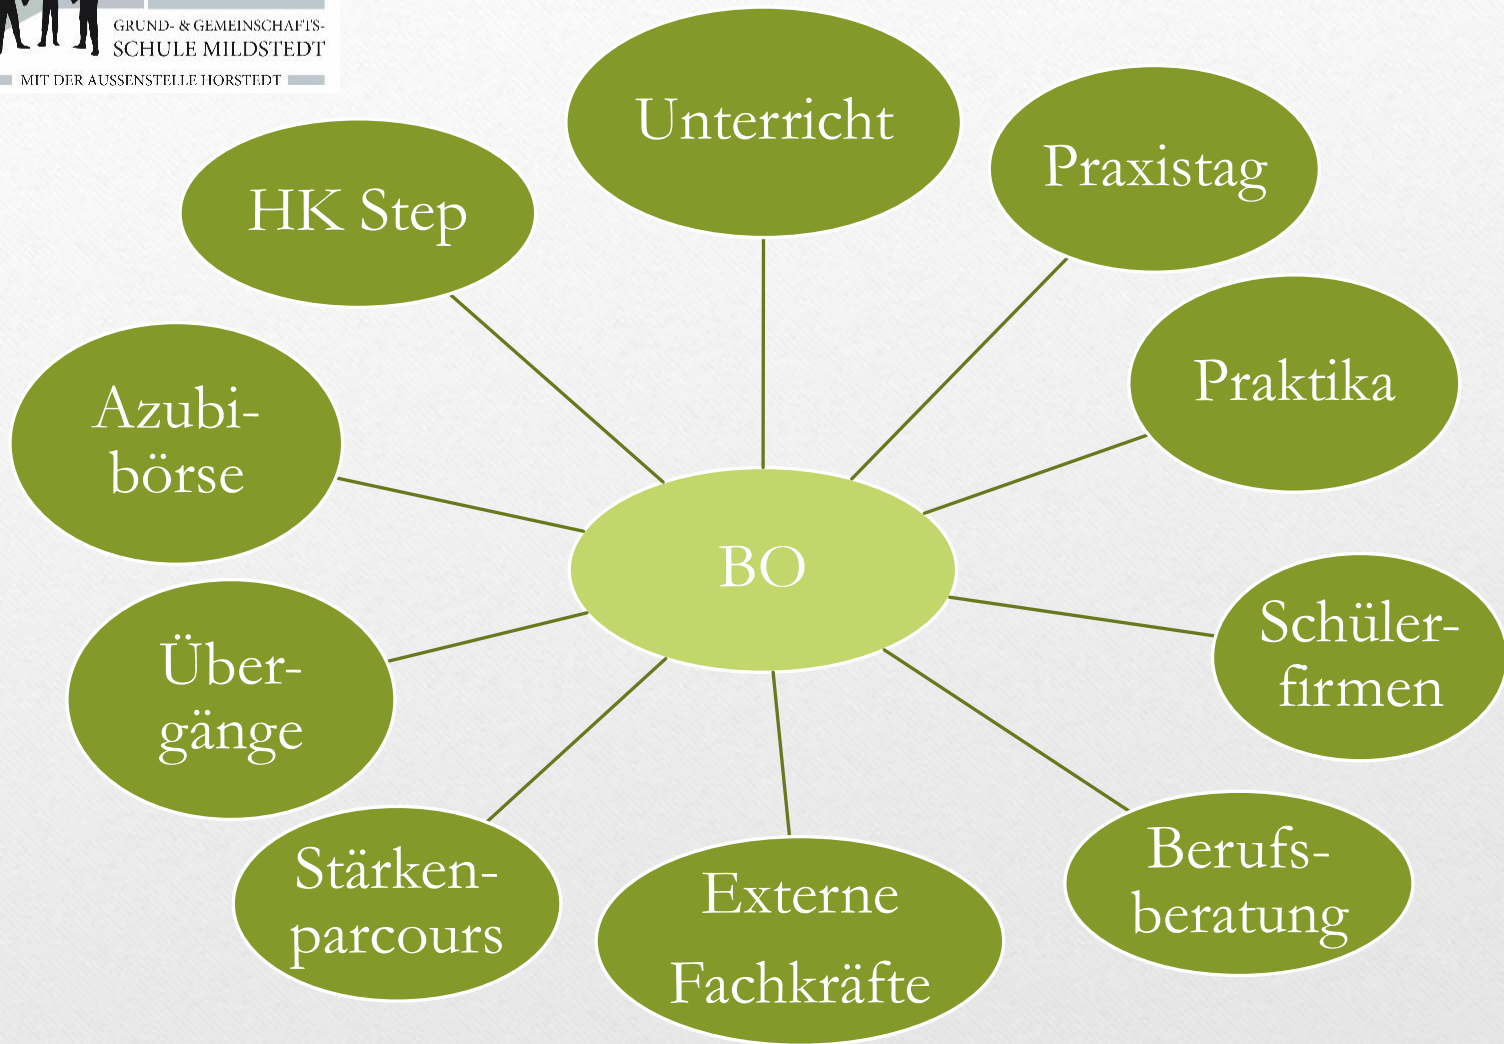 GRUND- & GEMEINSCHAFTS-
SCHULE MILDSTEDT
MIT DER AUSSENSTELLE HORSTEDT
Unterricht
Praxistag
HK Step
Praktika
Azubi-
börse
BO
Schüler-
firmen
Über-
gänge
Berufs-
beratung
Stärken-
parcours
Externe
Fachkräfte